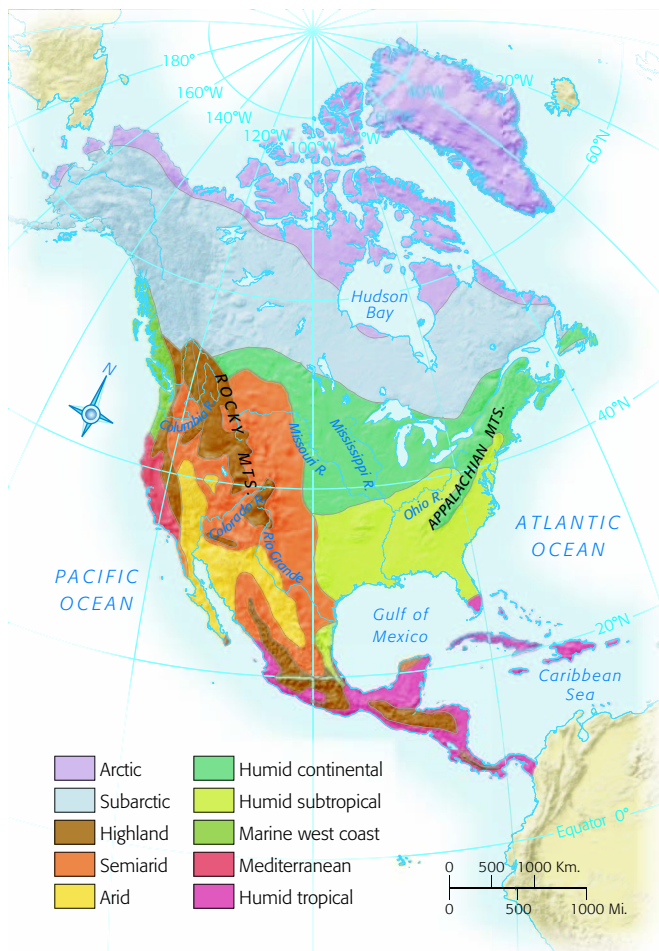 180°
160°W
140°W
120°W
100°W
20°W
60°N
Hudson
Bay
N
ROCKY MTS.
Columbia R.
Missouri R.
Mississippi R.
40°N
APPALACHIAN MTS.
Ohio R.
Colorado R.
Rio Grande
ATLANTIC
OCEAN
PACIFIC
OCEAN
Gulf of
Mexico
20°N
Caribbean
Sea
Equator 0°
Arctic
Subarctic
Highland
Semiarid
Arid
Humid continental
Humid subtropical
Marine west coast
Mediterranean
Humid tropical
0 500 1000 Km.
0 500 1000 Mi.